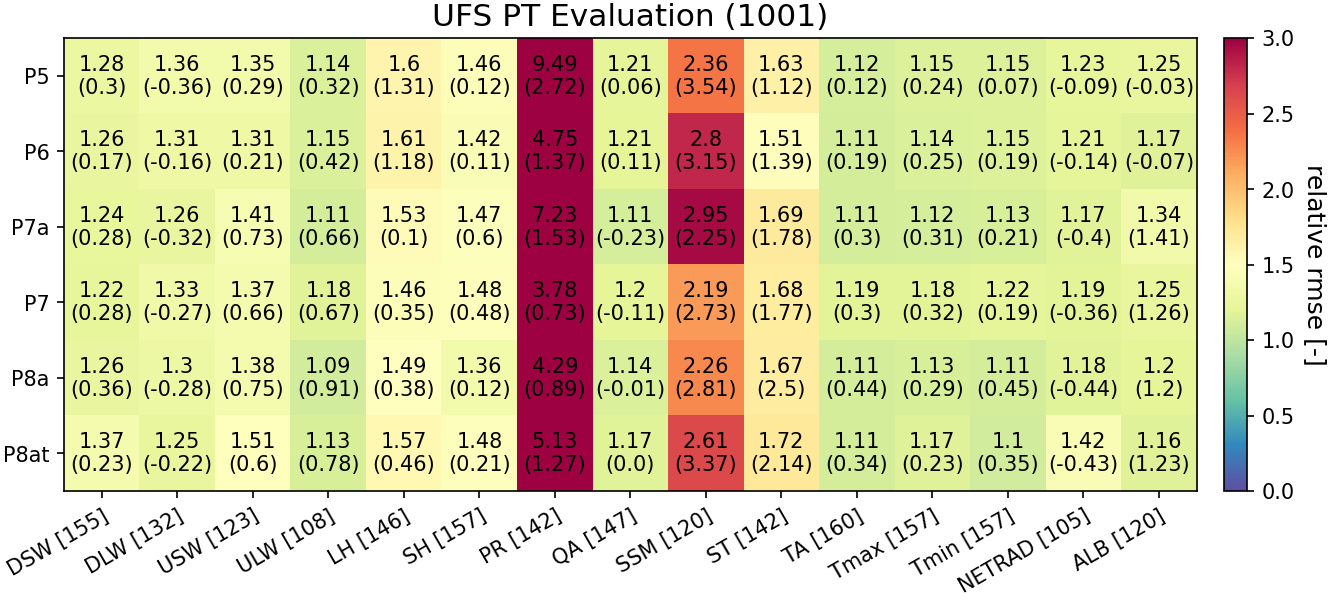 UFS PT Evaluation (1001)
P5 1.28 1.36 1.35 1.14 1.6 1.46 9.49 1.21 2.36 1.63 1.12 1.15 1.15 1.23 1.25
(0.3) (-0.36) (0.29) (0.32) (1.31) (0.12) (2.72) (0.06) (3.54) (1.12) (0.12) (0.24) (0.07) (-0.09) (-0.03)
P6 1.26 1.31 1.31 1.15 1.61 1.42 4.75 1.21 2.8 1.51 1.11 1.14 1.15 1.21 1.17
(0.17) (-0.16) (0.21) (0.42) (1.18) (0.11) (1.37) (0.11) (3.15) (1.39) (0.19) (0.25) (0.19) (-0.14) (-0.07)
P7a 1.24 1.26 1.41 1.11 1.53 1.47 7.23 1.11 2.95 1.69 1.11 1.12 1.13 1.17 1.34
(0.28) (-0.32) (0.73) (0.66) (0.1) (0.6) (1.53) (-0.23) (2.25) (1.78) (0.3) (0.31) (0.21) (-0.4) (1.41)
P7 1.22 1.33 1.37 1.18 1.46 1.48 3.78 1.2 2.19 1.68 1.19 1.18 1.22 1.19 1.25
(0.28) (-0.27) (0.66) (0.67) (0.35) (0.48) (0.73) (-0.11) (2.73) (1.77) (0.3) (0.32) (0.19) (-0.36) (1.26)
P8a 1.26 1.3 1.38 1.09 1.49 1.36 4.29 1.14 2.26 1.67 1.11 1.13 1.11 1.18 1.2
(0.36) (-0.28) (0.75) (0.91) (0.38) (0.12) (0.89) (-0.01) (2.81) (2.5) (0.44) (0.29) (0.45) (-0.44) (1.2)
P8at 1.37 1.25 1.51 1.13 1.57 1.48 5.13 1.17 2.61 1.72 1.11 1.17 1.1 1.42 1.16
(0.23) (-0.22) (0.6) (0.78) (0.46) (0.21) (1.27) (0.0) (3.37) (2.14) (0.34) (0.23) (0.35) (-0.43) (1.23)
DSW [155] DLW [132] USW [123] ULW [108] LH [146] SH [157] PR [142] QA [147] SSM [120] ST [142] TA [160] Tmax [157] Tmin [157] NETRAD [105] ALB [120]
3.0
2.5
2.0
1.5
1.0
0.5
0.0
relative rmse [-]